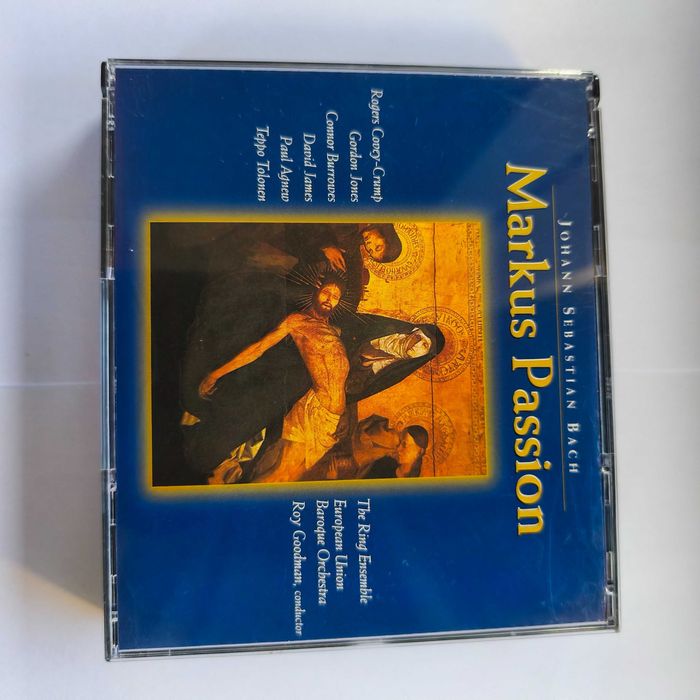 JOHANN SEBASTIAN BACH
Markus Passion
Rogers Covey-Crump
Gordon Jones
Connor Burrowes
David James
Paul Agnew
Teppo Tolonen
The Ring Ensemble
European Union
Baroque Orchestra
Roy Goodman, conductor